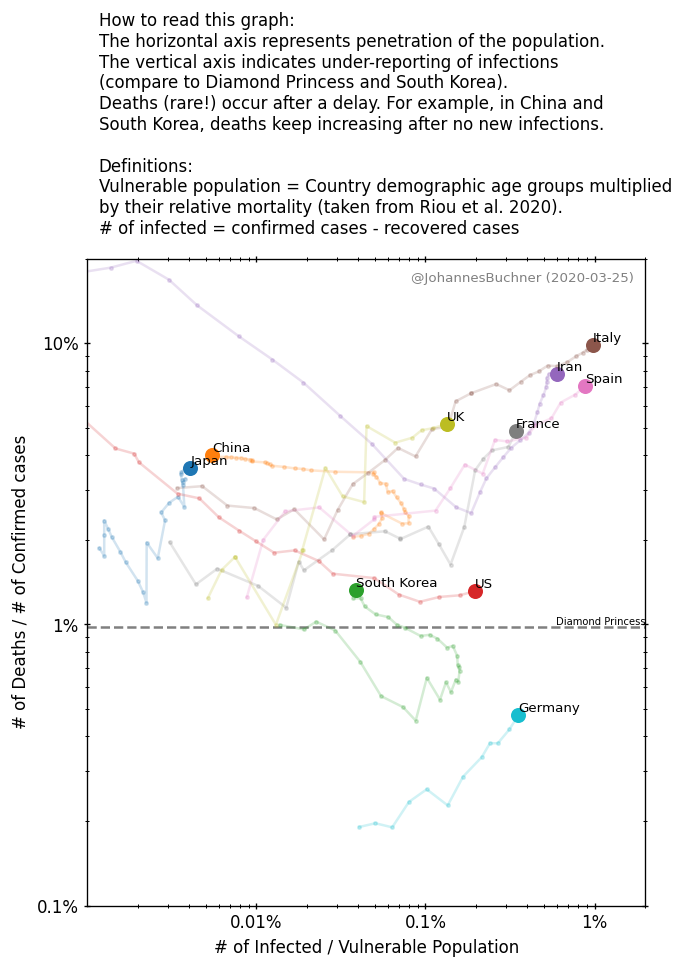 How to read this graph:
The horizontal axis represents penetration of the population.
The vertical axis indicates under-reporting of infections
(compare to Diamond Princess and South Korea).
Deaths (rare!) occur after a delay. For example, in China and
South Korea, deaths keep increasing after no new infections.
Definitions:
Vulnerable population = Country demographic age groups multiplied
by their relative mortality (taken from Riou et al. 2020).
# of infected = confirmed cases - recovered cases
@JohannesBuchner (2020-03-25)
Italy
10%
Iran
Spain
UK
France
China
Japan
# of Deaths / # of Confirmed cases
South Korea
US
1%
Diamond Princess
Germany
0.1%
0.01%
0.1%
1%
# of Infected / Vulnerable Population